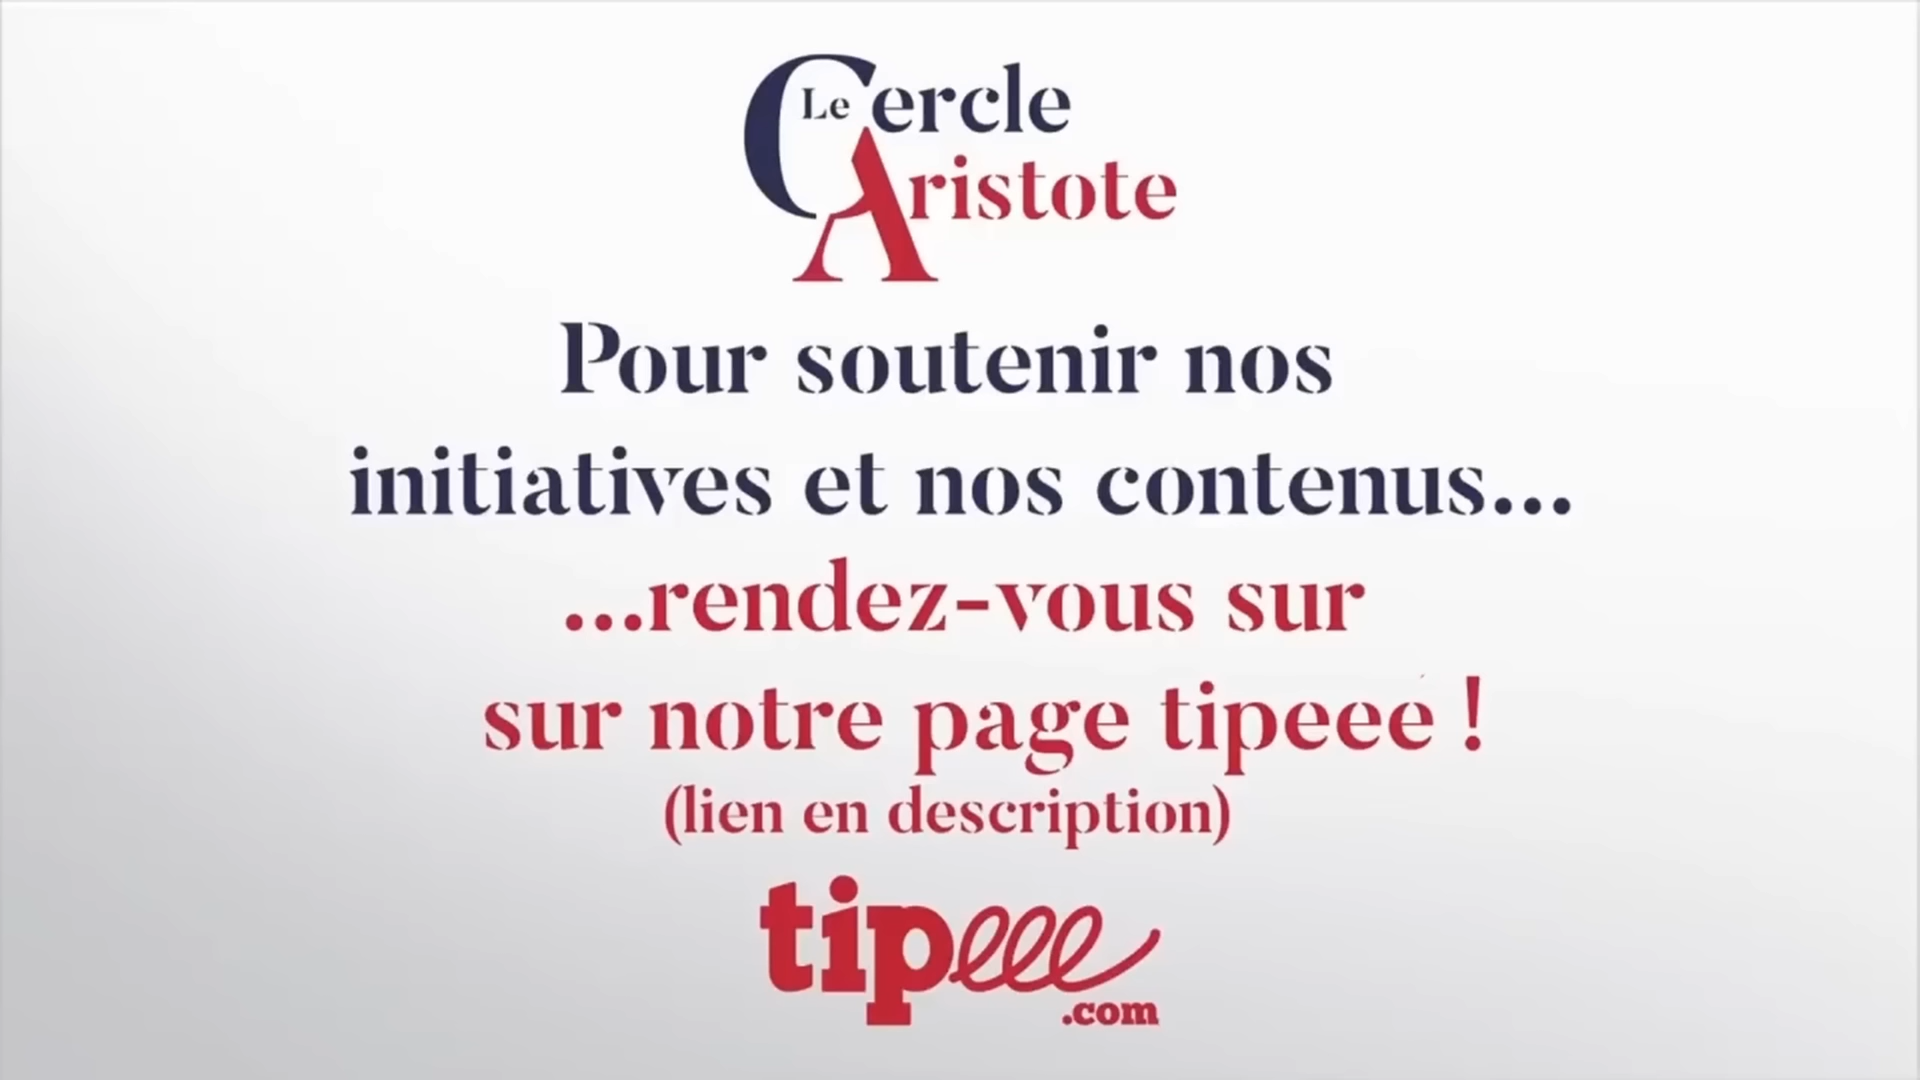 Le Cercle
Aristote
Pour soutenir nos
initiatives et nos contenus...
...rendez-vous sur
sur notre page tipeee !
(lien en description)
tipeee
.com